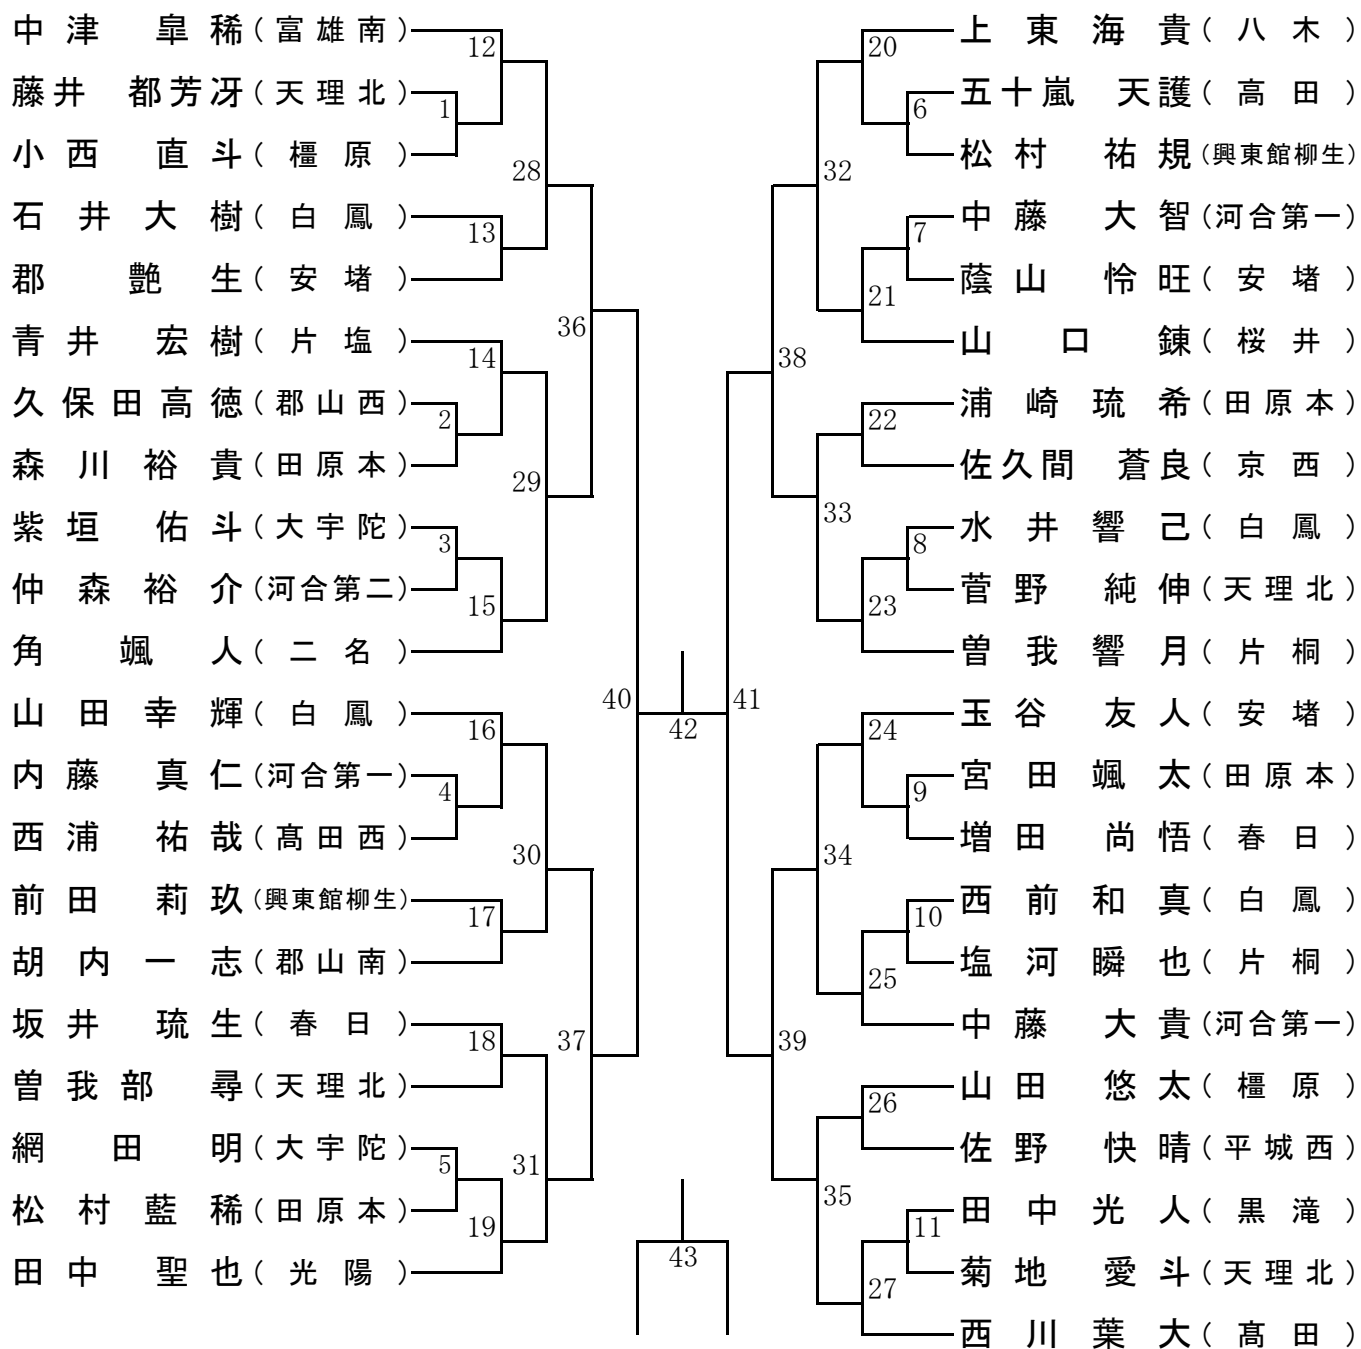 中津 皐稀(富雄南)
12
藤井 都芳冴(天理北)
1
小西 直斗(橿原)
28
石井大樹(白鳳)
13
郡 艶生(安堵)
36
青井 宏樹(片塩)
14
久保田高徳(郡山西)
2
森川裕貴(田原本)
29
紫垣 佑斗(大宇陀)
3
仲森裕介(河合第二)
15
角 颯人(二名)
40
山田幸輝(白鳳)
16
内藤 真仁(河合第一)
4
西浦 祐哉(髙田西)
30
前田 莉玖(興東館柳生)
17
胡内一志(郡山南)
坂井 琉生(春日)
18
37
曽我部 尋(天理北)
網田 明(大宇陀)
5
31
松村藍稀(田原本)
19
田中 聖也(光陽)
42
43
上東海貴(八木)
20
五十嵐 天護(高田)
6
松村 祐規(興東館柳生)
32
中藤 大智(河合第一)
7
蔭山 怜旺(安堵)
21
山口 錬(桜井)
38
浦崎琉希(田原本)
22
佐久間 蒼良(京西)
33
水井響己(白鳳)
8
菅野 純伸(天理北)
23
曽我響月(片桐)
41
玉谷 友人(安堵)
24
宮田颯太(田原本)
9
増田 尚悟(春日)
34
西前和真(白鳳)
10
塩河瞬也(片桐)
25
中藤 大貴(河合第一)
39
山田 悠太(橿原)
26
佐野 快晴(平城西)
35
田中光人(黒滝)
11
菊地 愛斗(天理北)
27
西川葉大(髙田)